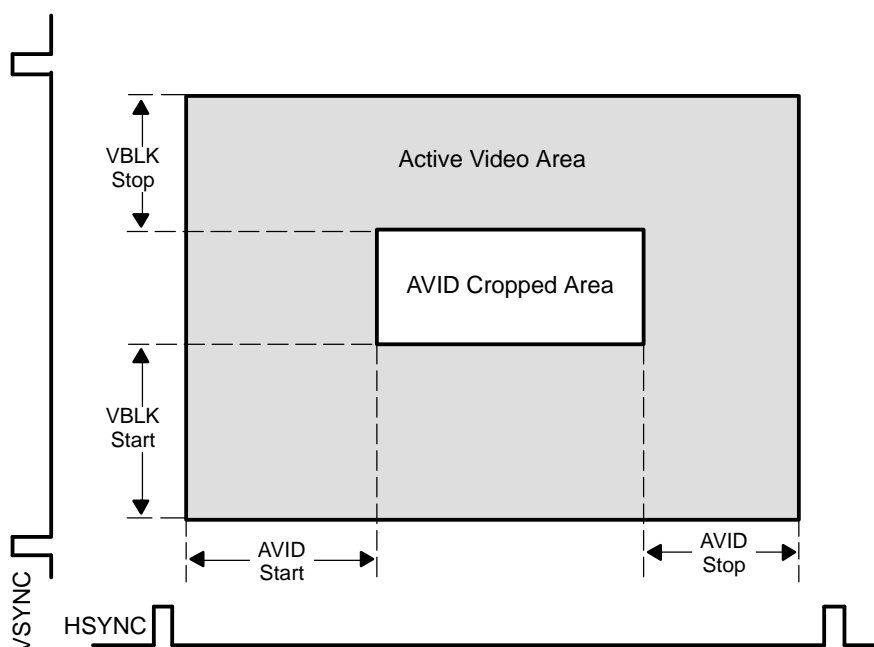 VBLK
Stop
Active Video Area
AVID Cropped Area
VBLK
Start
AVID
Start
AVID
Stop
VSYNC
HSYNC